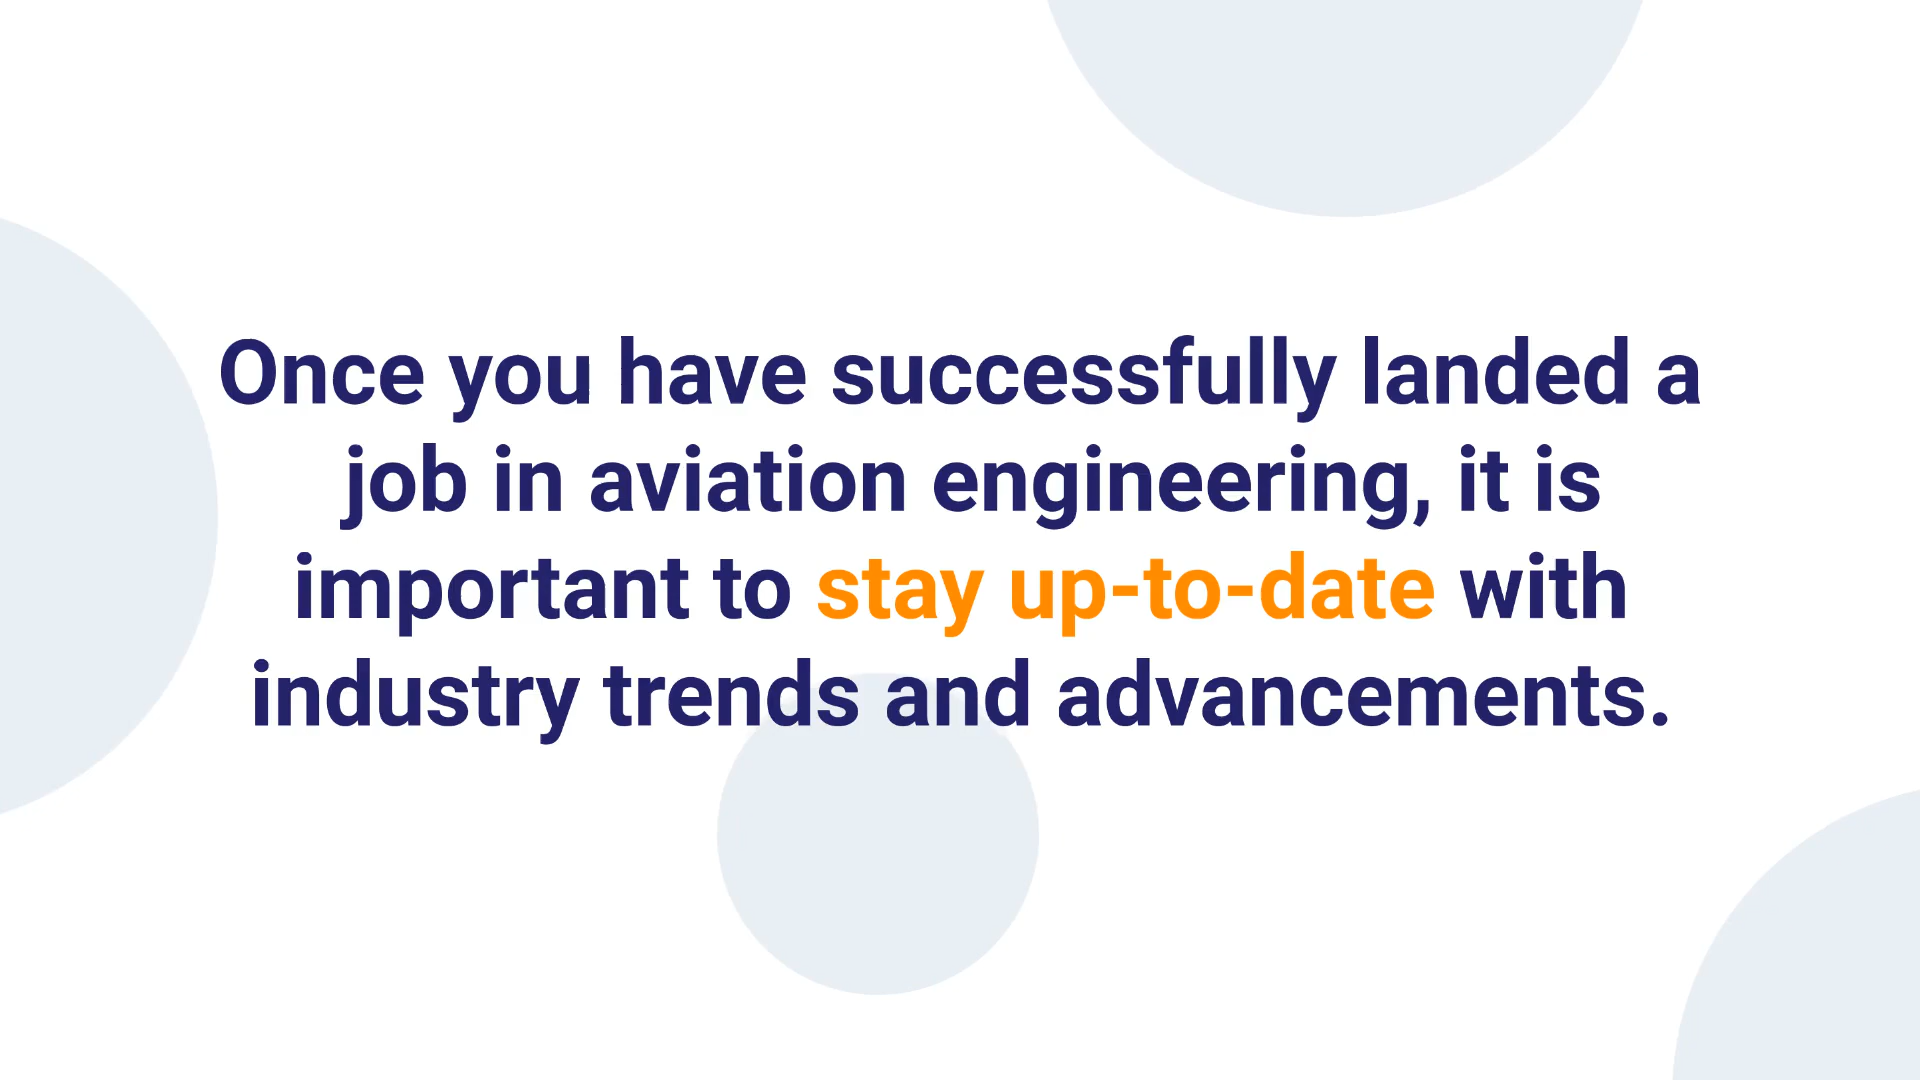 Once you have successfully landed a
job in aviation engineering, it is
important to stay up-to-date with
industry trends and advancements.